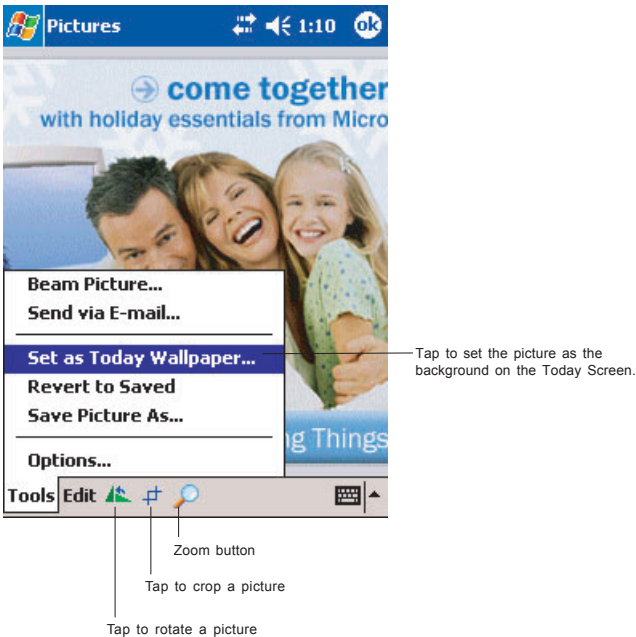 Pictures 1:10 ok
come together
with holiday essentials from Micro
Beam Picture...
Send via E-mail...
Set as Today Wallpaper...
Revert to Saved
Save Picture As...
ng Things
Options...
Tools Edit
Tap to set the picture as the
background on the Today Screen.
Zoom button
Tap to crop a picture
Tap to rotate a picture